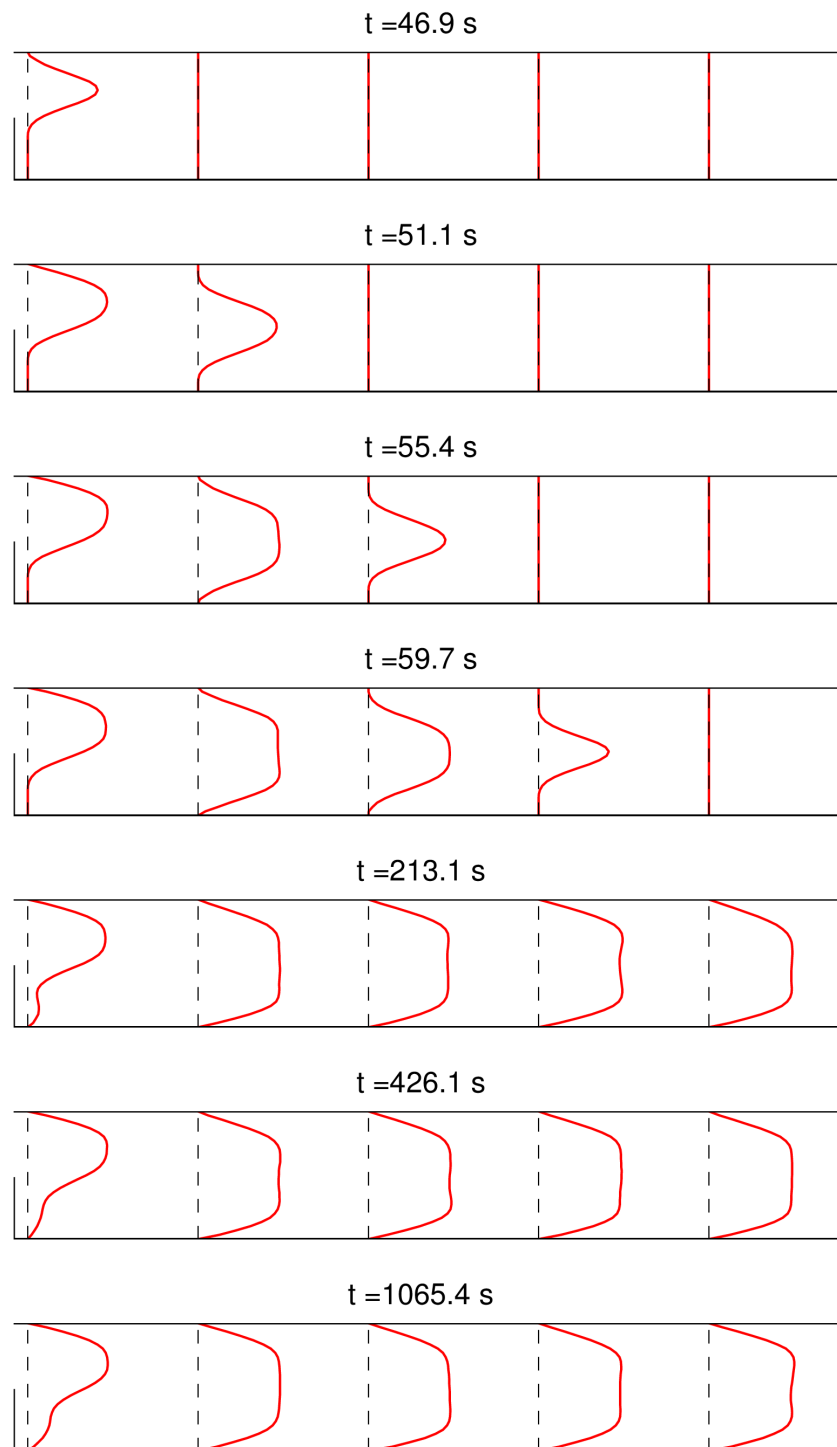 t =46.9 s
t =51.1 s
t =55.4 s
t =59.7 s
t =213.1 s
t =426.1 s
t =1065.4 s